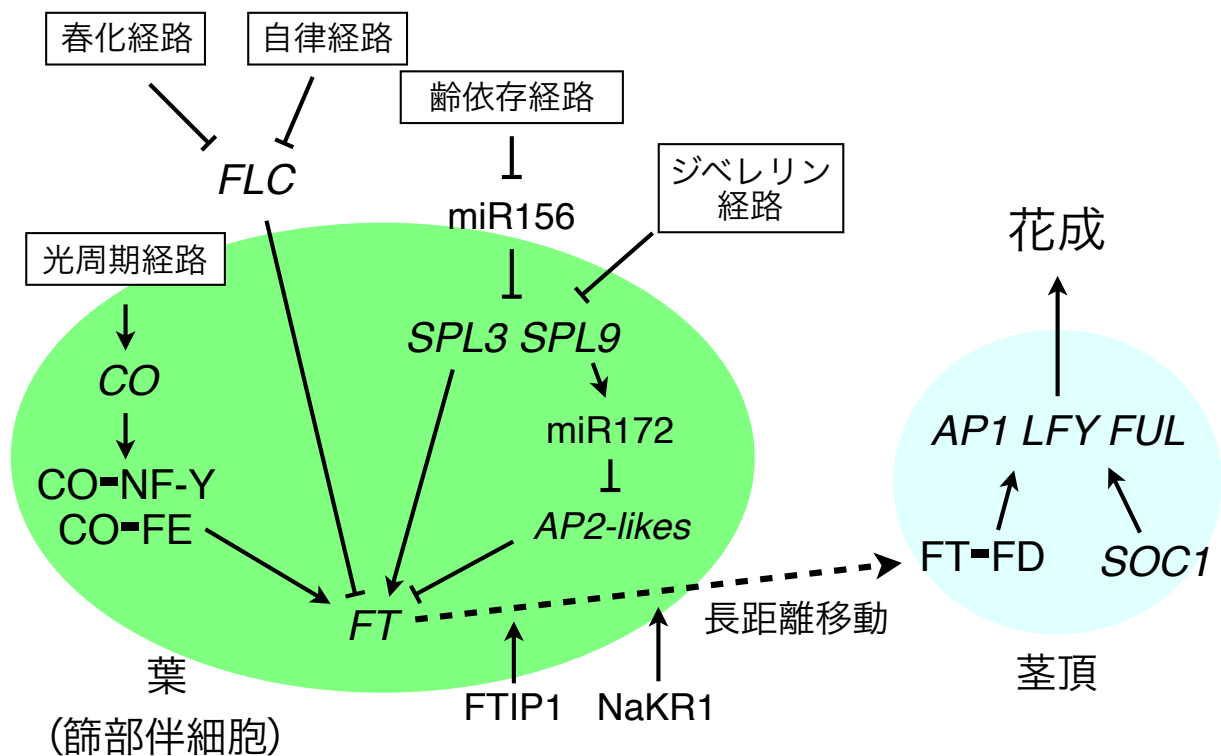 春化経路
自律経路
齢依存経路
FLC
miR156
ジベレリン
経路
光周期経路
SPL3 SPL9
CO
miR172
CO-NF-Y
CO-FE
AP2-likes
FT
長距離移動
FTIP1
NaKR1
葉
(篩部伴細胞)
花成
AP1 LFY FUL
FT-FD
SOC1
茎頂